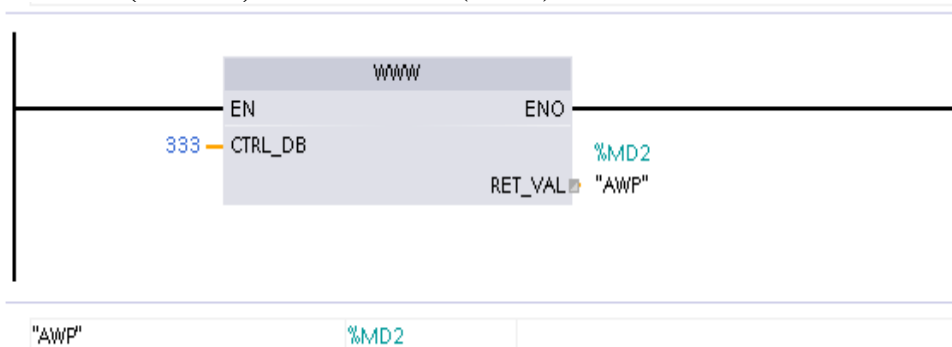 WWW
EN ENO
333 CTRL_DB
%MD2
RET_VAL "AWP"
"AWP" %MD2